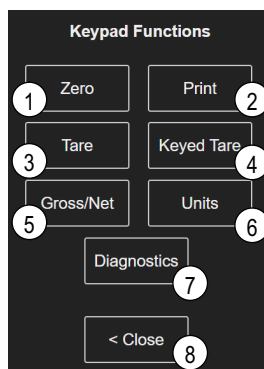 Keypad Functions
Zero Print
1 2
Tare Keyed Tare
3 4
Gross/Net Units
5 6
Diagnostics
7
< Close
8